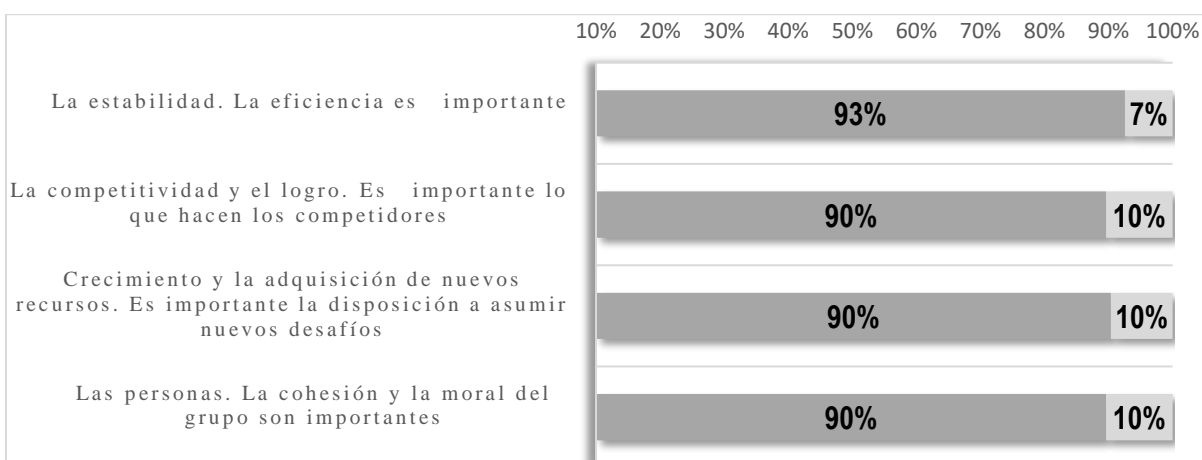 10% 20% 30% 40% 50% 60% 70% 80% 90% 100%
La estabilidad. La eficiencia es importante
93% 7%
La competitividad y el logro. Es importante lo
que hacen los competidores
90% 10%
Crecimiento y la adquisición de nuevos
recursos. Es importante la disposición a asumir
nuevos desafíos
90% 10%
Las personas. La cohesión y la moral del
grupo son importantes
90% 10%